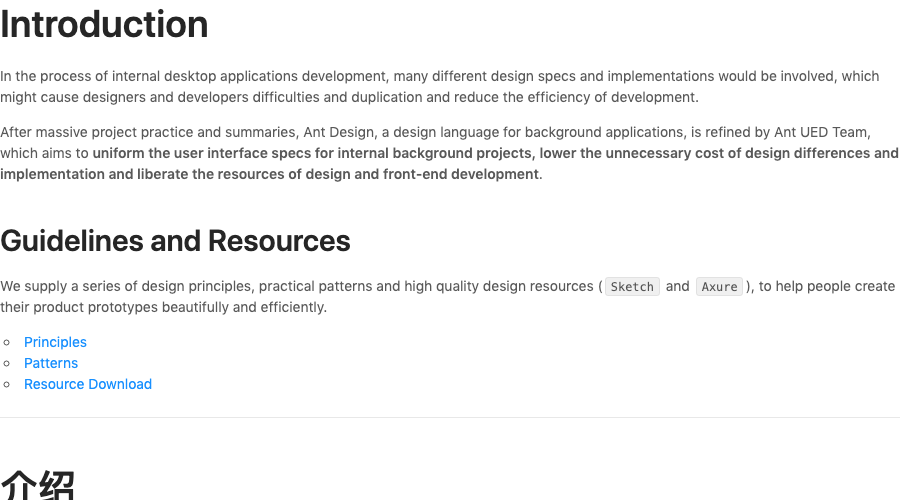 Introduction
In the process of internal desktop applications development, many different design specs and implementations would be involved, which
might cause designers and developers difficulties and duplication and reduce the efficiency of development.
After massive project practice and summaries, Ant Design, a design language for background applications, is refined by Ant UED Team,
which aims to uniform the user interface specs for internal background projects, lower the unnecessary cost of design differences and
implementation and liberate the resources of design and front-end development.
Guidelines and Resources
We supply a series of design principles, practical patterns and high quality design resources ( Sketch and Axure ), to help people create
their product prototypes beautifully and efficiently.
Principles
Patterns
Resource Download
介绍